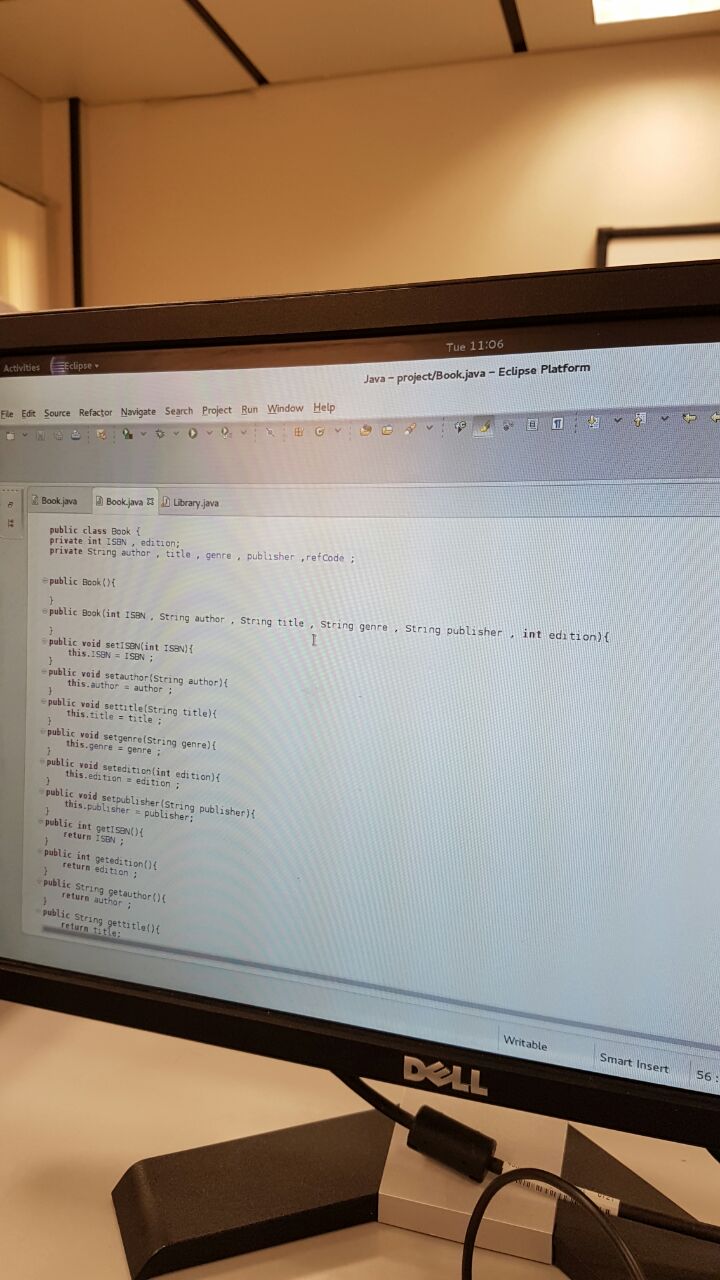 Tue 11:06
Activities Eclipse ▾
Java - project/Book.java - Eclipse Platform
File Edit Source Refactor Navigate Search Project Run Window Help
Book.java Book.java Library.java
public class Book {
private int ISBN , edition;
private String author , title , genre , publisher ,refCode ;
public Book(){
}
public Book(int ISBN , String author , String title , String genre , String publisher , int edition){
}
public void setISBN(int ISBN){
this.ISBN = ISBN ;
}
public void setauthor(String author){
this.author = author ;
}
public void settitle(String title){
this.title = title ;
}
public void setgenre(String genre){
this.genre = genre ;
}
public void setedition(int edition){
this.edition = edition ;
}
public void setpublisher(String publisher){
this.publisher = publisher;
}
public int getISBN(){
return ISBN ;
}
public int getedition(){
return edition ;
}
public String getauthor(){
return author ;
}
public String gettitle(){
return title;
Writable Smart Insert 56 :
DELL